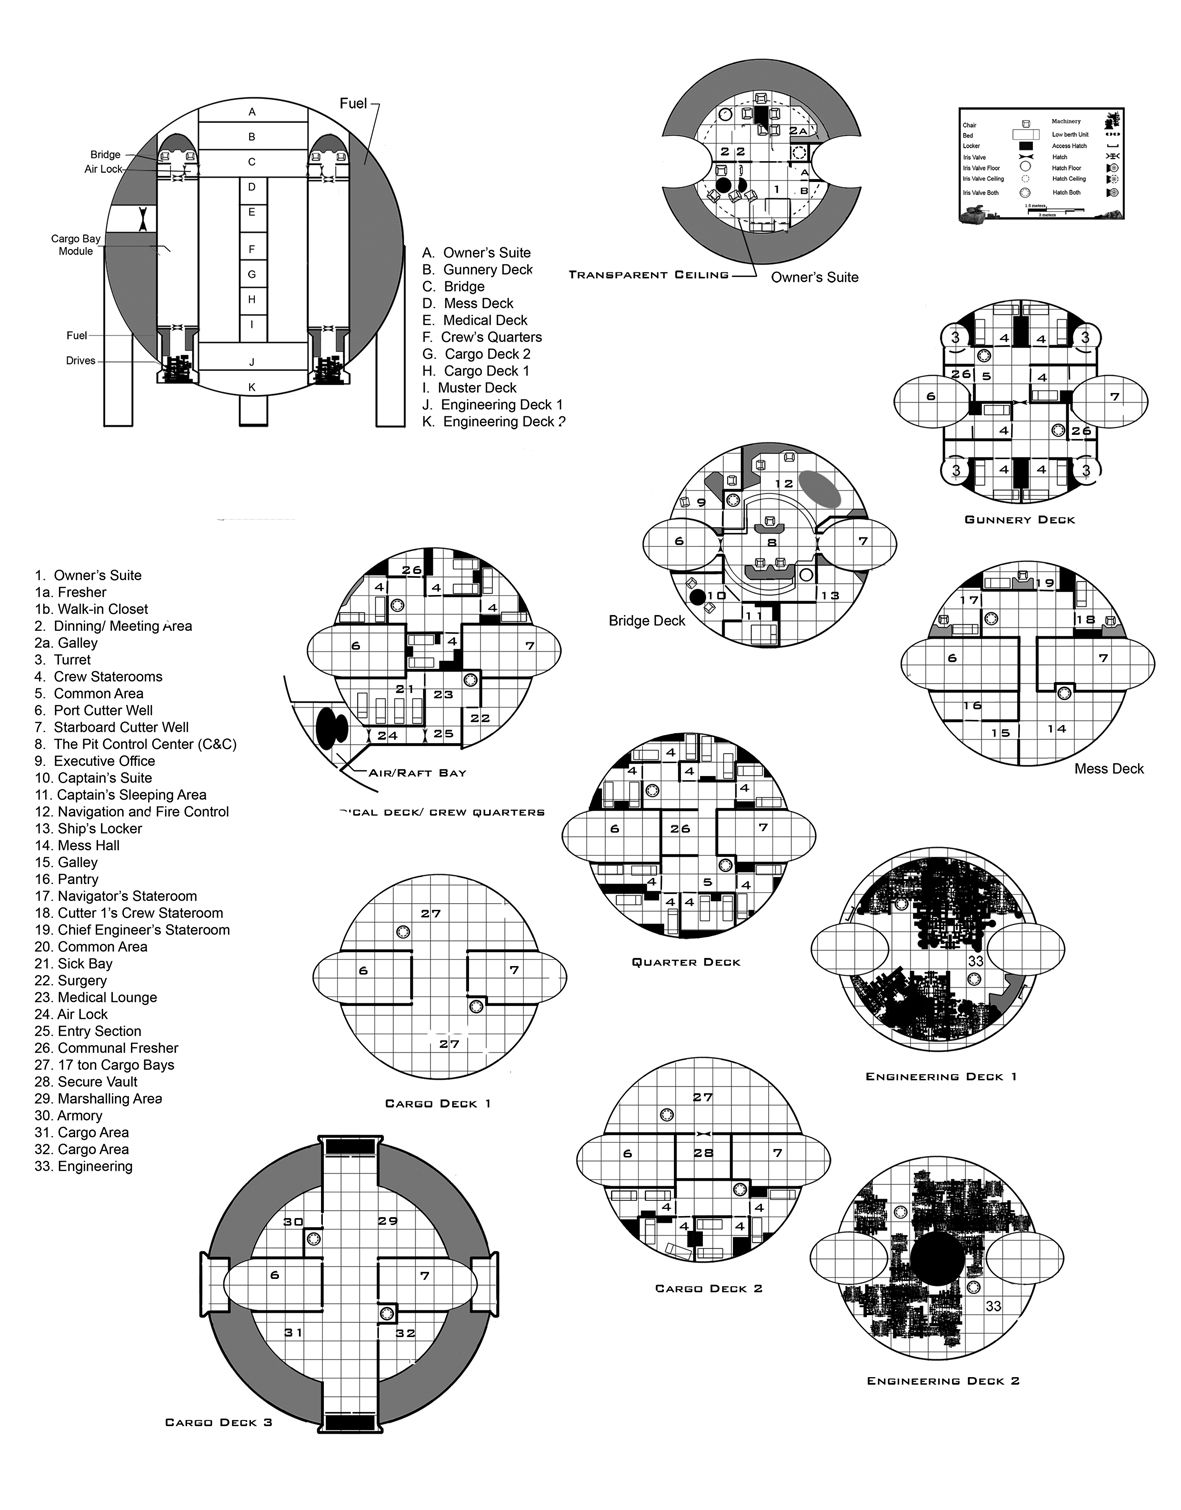 Fuel
A
B
C
D
E
F
G
H
I
J
K
Bridge
Air Lock
Cargo Bay
Module
Fuel
Drives
A. Owner's Suite
B. Gunnery Deck
C. Bridge
D. Mess Deck
E. Medical Deck
F. Crew's Quarters
G. Cargo Deck 2
H. Cargo Deck 1
I. Muster Deck
J. Engineering Deck 1
K. Engineering Deck 2
2A
2 2
A
1 B
Transparent Ceiling
Owner's Suite
Chair
Machinery
Bed
Low berth Unit
Locker
Access Hatch
Iris Valve
Hatch
Iris Valve Floor
Hatch Floor
Iris Valve Ceiling
Hatch Ceiling
Iris Valve Both
Hatch Both
1.5 meters
3 meters
3 4 4 3
26 5 4
6 7
4 26
3 4 4 3
Gunnery Deck
12
9
6 8 7
10 13
11
Bridge Deck
19
17
18
6 7
16
15 14
Mess Deck
1. Owner's Suite
1a. Fresher
1b. Walk-in Closet
2. Dinning/ Meeting Area
2a. Galley
3. Turret
4. Crew Staterooms
5. Common Area
6. Port Cutter Well
7. Starboard Cutter Well
8. The Pit Control Center (C&C)
9. Executive Office
10. Captain's Suite
11. Captain's Sleeping Area
12. Navigation and Fire Control
13. Ship's Locker
14. Mess Hall
15. Galley
16. Pantry
17. Navigator's Stateroom
18. Cutter 1's Crew Stateroom
19. Chief Engineer's Stateroom
20. Common Area
21. Sick Bay
22. Surgery
23. Medical Lounge
24. Air Lock
25. Entry Section
26. Communal Fresher
27. 17 ton Cargo Bays
28. Secure Vault
29. Marshalling Area
30. Armory
31. Cargo Area
32. Cargo Area
33. Engineering
26
4 4
4
6 4 7
21 23
22
24 25
Air/Raft Bay
ical deck/ crew quarters
4
4 4
4
6 26 7
4 5 4
4 4
Quarter Deck
27
6 7
27
Cargo Deck 1
33
Engineering Deck 1
27
6 28 7
4 4
4 4
Cargo Deck 2
33
Engineering Deck 2
30 29
6 7
31 32
Cargo Deck 3